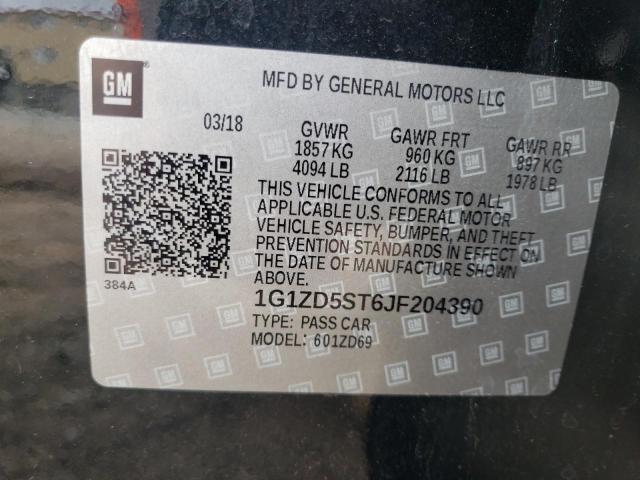 GM
MFD BY GENERAL MOTORS LLC
03/18 GVWR GAWR FRT GAWR RR
1857 KG 960 KG 897 KG
4094 LB 2116 LB 1978 LB
THIS VEHICLE CONFORMS TO ALL
APPLICABLE U.S. FEDERAL MOTOR
VEHICLE SAFETY, BUMPER, AND THEFT
PREVENTION STANDARDS IN EFFECT ON
THE DATE OF MANUFACTURE SHOWN
ABOVE.
384A
1G1ZD5ST6JF204390
TYPE: PASS CAR
MODEL: 601ZD69